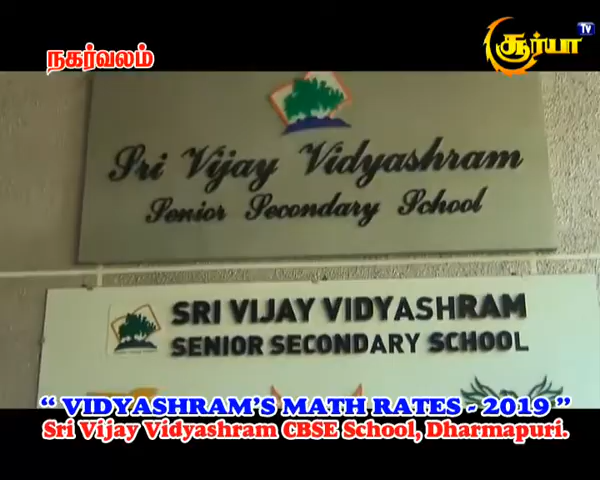 நகர்வலம்
சூர்யா TV
Sri Vijay Vidyashram
Senior Secondary School
SRI VIJAY VIDYASHRAM
SENIOR SECONDARY SCHOOL
“ VIDYASHRAM’S MATH RATES - 2019 ”
Sri Vijay Vidyashram CBSE School, Dharmapuri.